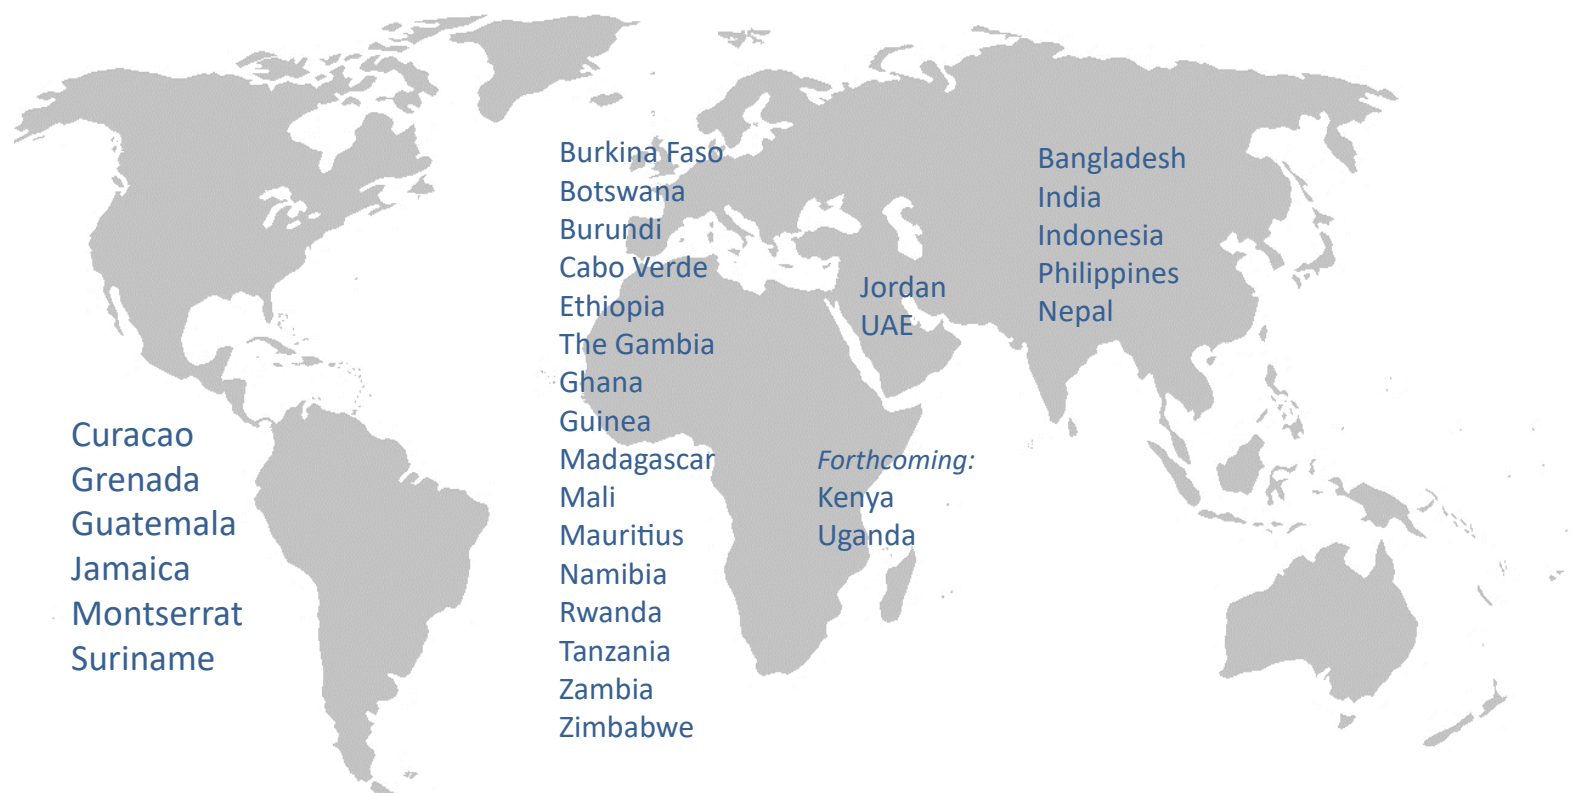 Burkina Faso
Botswana
Burundi
Cabo Verde
Ethiopia
The Gambia
Ghana
Guinea
Madagascar
Mali
Mauritius
Namibia
Rwanda
Tanzania
Zambia
Zimbabwe
Bangladesh
India
Indonesia
Philippines
Nepal
Jordan
UAE
Curacao
Grenada
Guatemala
Jamaica
Montserrat
Suriname
Forthcoming:
Kenya
Uganda